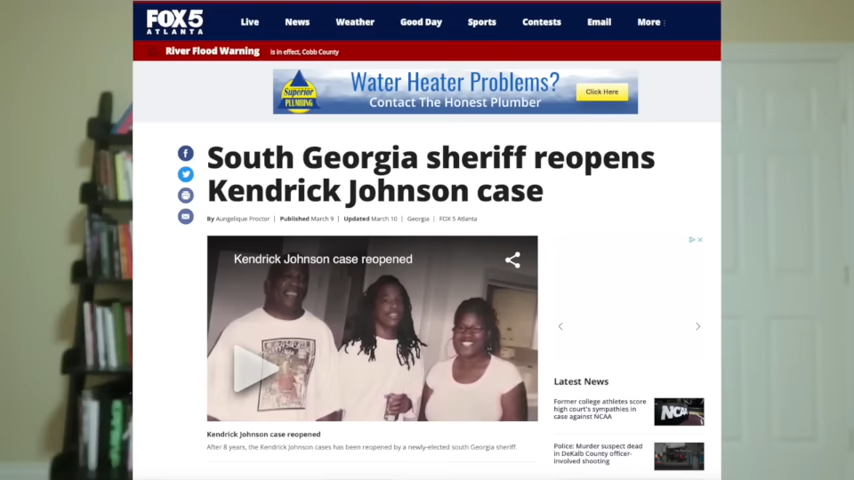 FOX 5
ATLANTA
Live News Weather Good Day Sports Contests Email More
River Flood Warning is in effect, Cobb County
Superior
PLUMBING
Water Heater Problems?
Contact The Honest Plumber
Click Here
South Georgia sheriff reopens
Kendrick Johnson case
By Aungelique Proctor | Published March 9 | Updated March 10 | Georgia | FOX 5 Atlanta
Kendrick Johnson case reopened
Latest News
Former college athletes score
high court's sympathies in
case against NCAA
NCAA
Police: Murder suspect dead
in DeKalb County officer-
involved shooting
Kendrick Johnson case reopened
After 8 years, the Kendrick Johnson cases has been reopened by a newly-elected south Georgia sheriff.